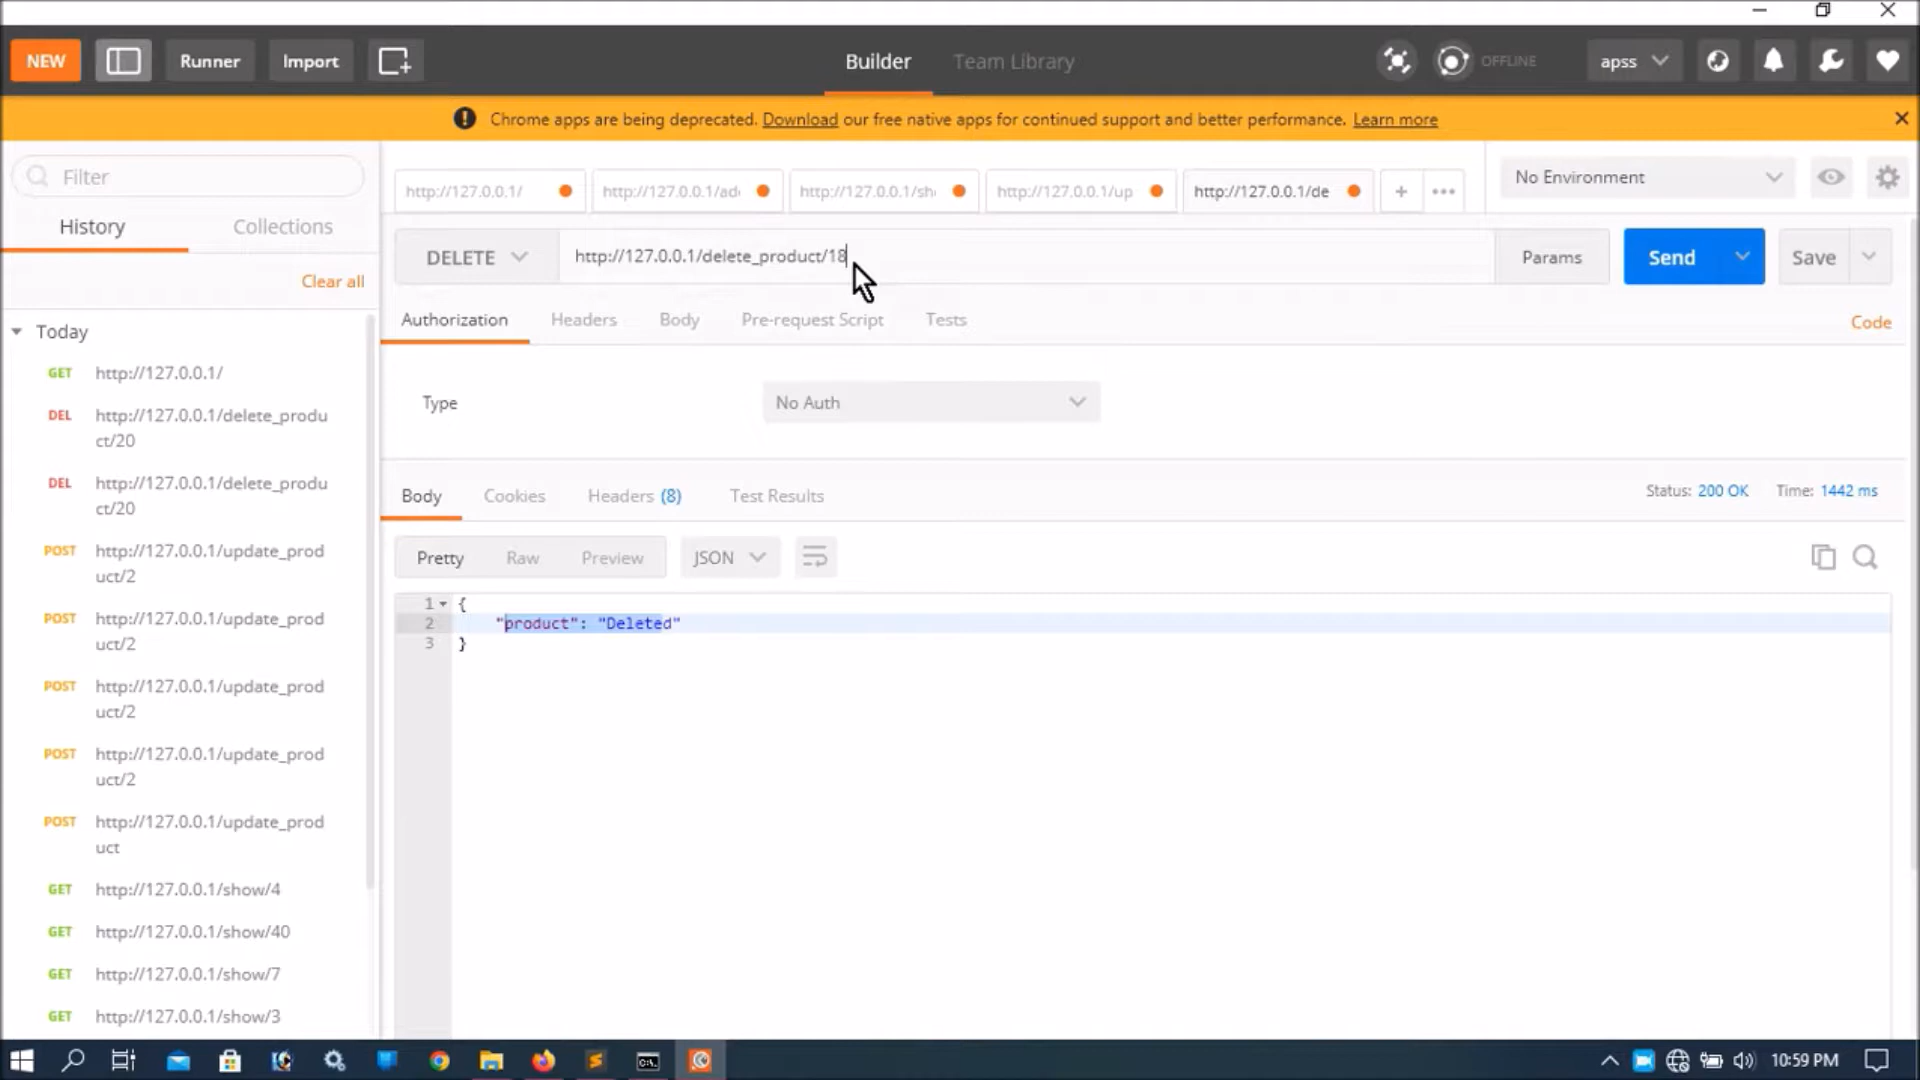 NEW
Runner
Import
Builder
Team Library
OFFLINE
apss
Chrome apps are being deprecated. Download our free native apps for continued support and better performance. Learn more
Filter
History
Collections
Clear all
Today
GET http://127.0.0.1/
DEL http://127.0.0.1/delete_produ
ct/20
DEL http://127.0.0.1/delete_produ
ct/20
POST http://127.0.0.1/update_prod
uct/2
POST http://127.0.0.1/update_prod
uct/2
POST http://127.0.0.1/update_prod
uct/2
POST http://127.0.0.1/update_prod
uct/2
POST http://127.0.0.1/update_prod
uct
GET http://127.0.0.1/show/4
GET http://127.0.0.1/show/40
GET http://127.0.0.1/show/7
GET http://127.0.0.1/show/3
http://127.0.0.1/
http://127.0.0.1/ad
http://127.0.0.1/sh
http://127.0.0.1/up
http://127.0.0.1/de
No Environment
DELETE
http://127.0.0.1/delete_product/18
Params
Send
Save
Authorization
Headers
Body
Pre-request Script
Tests
Code
Type
No Auth
Body
Cookies
Headers (8)
Test Results
Status: 200 OK
Time: 1442 ms
Pretty
Raw
Preview
JSON
1 {
2 "product": "Deleted"
3 }
10:59 PM